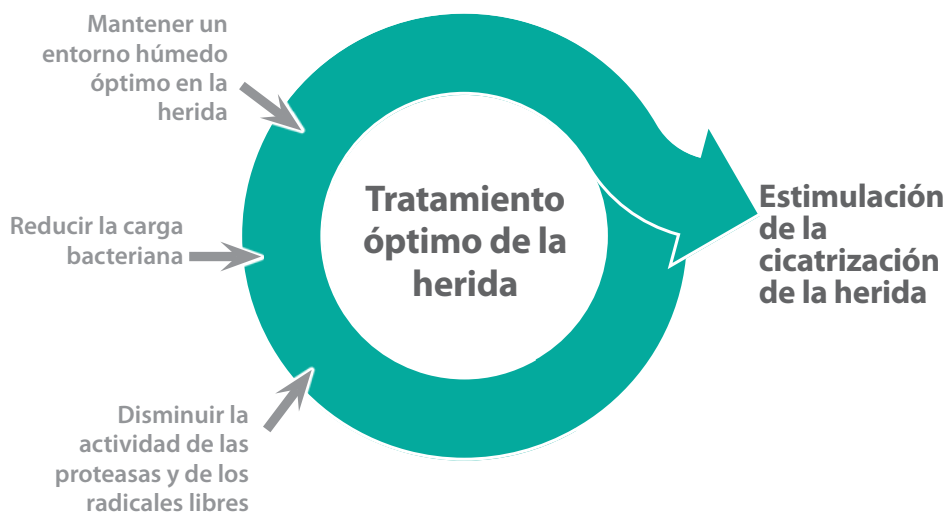 Mantener un
entorno húmedo
óptimo en la
herida
Reducir la carga
bacteriana
Disminuir la
actividad de las
proteasas y de los
radicales libres
Tratamiento
óptimo de la
herida
Estimulación
de la
cicatrización
de la herida